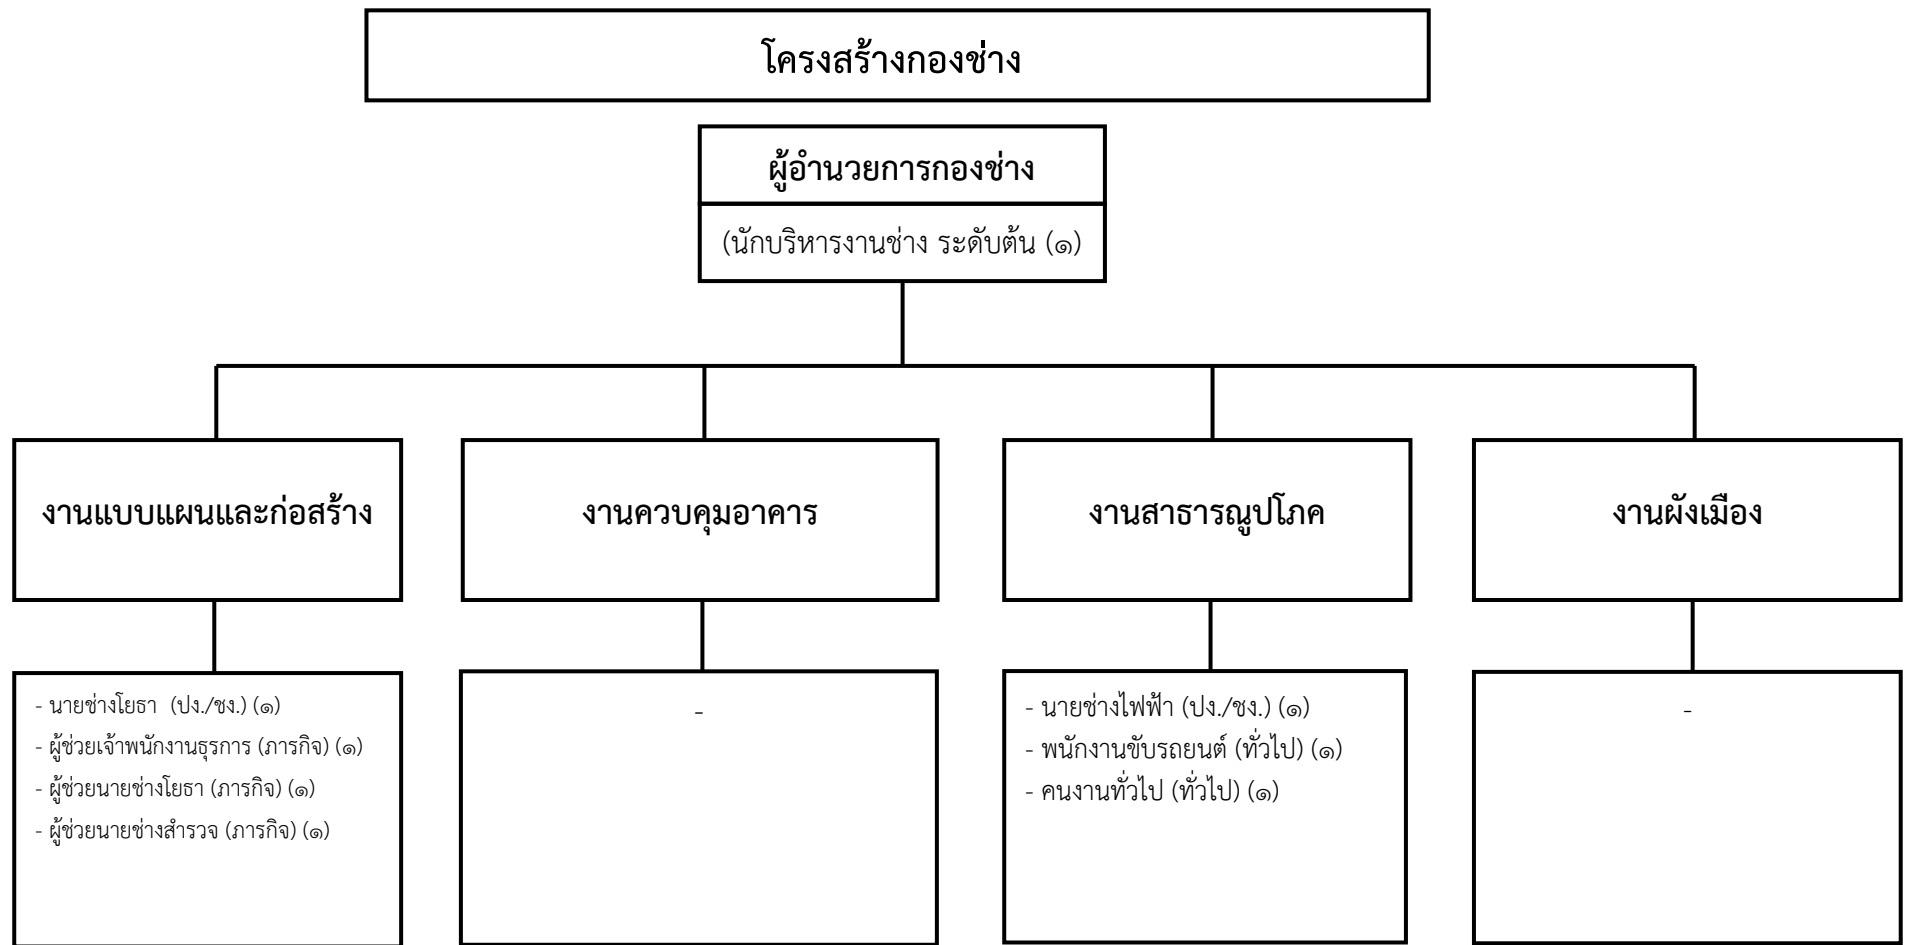 โครงสร้างกองช่าง
ผู้อำนวยการกองช่าง
(นักบริหารงานช่าง ระดับต้น (๑)
งานแบบแผนและก่อสร้าง
งานควบคุมอาคาร
งานสาธารณูปโภค
งานผังเมือง
- นายช่างโยธา (ปง./ชง.) (๑)
- ผู้ช่วยเจ้าพนักงานธุรการ (ภารกิจ) (๑)
- ผู้ช่วยนายช่างโยธา (ภารกิจ) (๑)
- ผู้ช่วยนายช่างสำรวจ (ภารกิจ) (๑)
-
- นายช่างไฟฟ้า (ปง./ชง.) (๑)
- พนักงานขับรถยนต์ (ทั่วไป) (๑)
- คนงานทั่วไป (ทั่วไป) (๑)
-